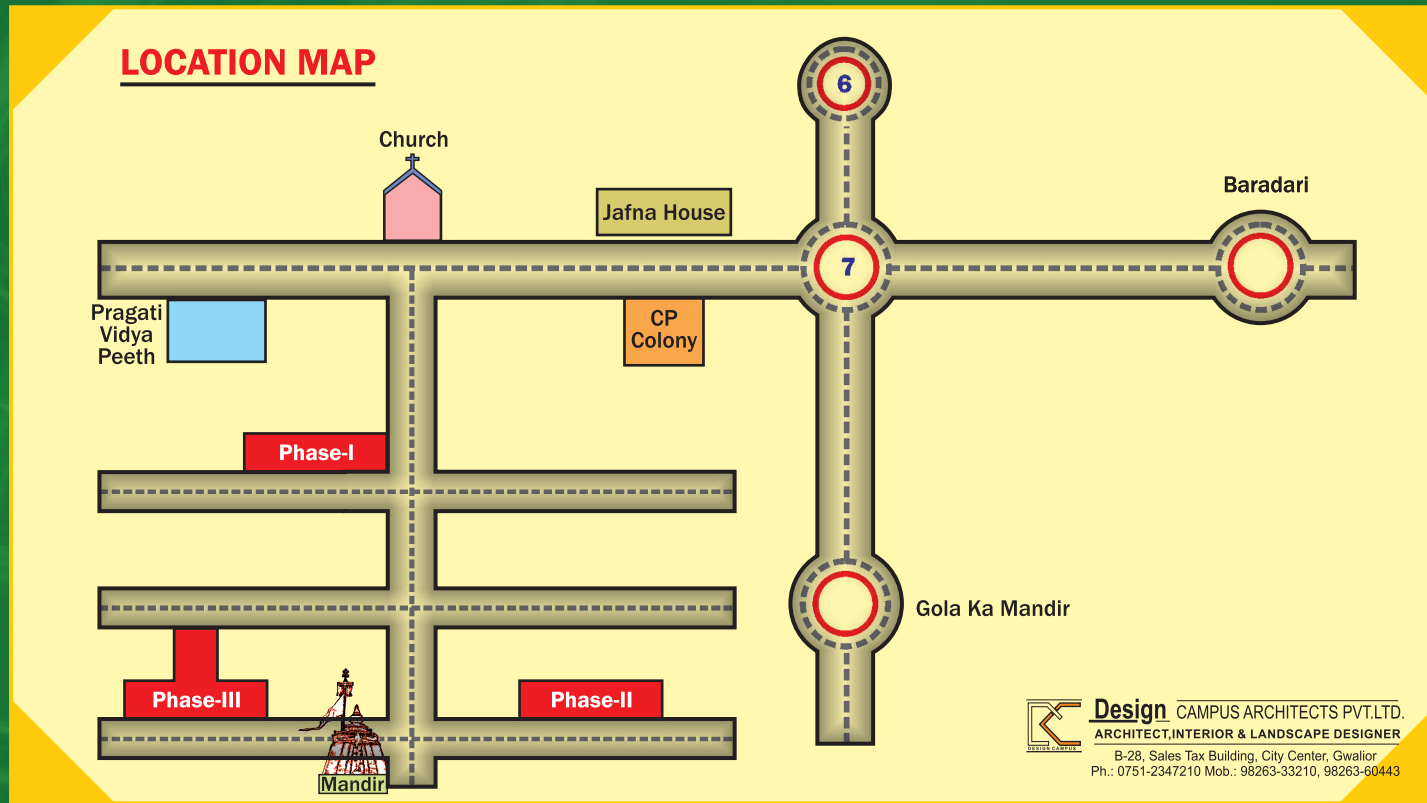 LOCATION MAP
6
Church
Baradari
Jafna House
7
Pragati
Vidya
Peeth
CP
Colony
Phase-I
Gola Ka Mandir
Phase-III
Phase-II
Mandir
DESIGN CAMPUS
Design CAMPUS ARCHITECTS PVT.LTD.
ARCHITECT,INTERIOR & LANDSCAPE DESIGNER
B-28, Sales Tax Building, City Center, Gwalior
Ph.: 0751-2347210 Mob.: 98263-33210, 98263-60443